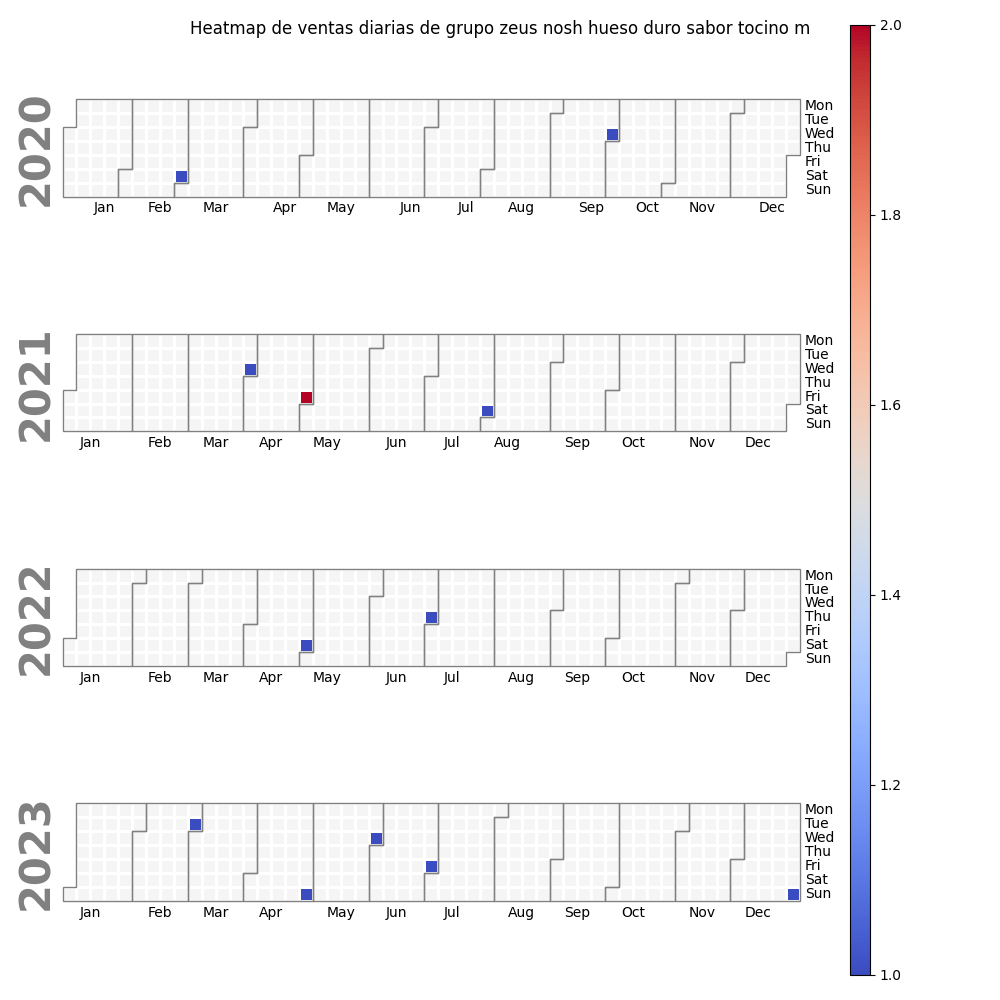 Heatmap de ventas diarias de grupo zeus nosh hueso duro sabor tocino m
2020
Mon
Tue
Wed
Thu
Fri
Sat
Sun
Jan Feb Mar Apr May Jun Jul Aug Sep Oct Nov Dec
2021
Mon
Tue
Wed
Thu
Fri
Sat
Sun
Jan Feb Mar Apr May Jun Jul Aug Sep Oct Nov Dec
2022
Mon
Tue
Wed
Thu
Fri
Sat
Sun
Jan Feb Mar Apr May Jun Jul Aug Sep Oct Nov Dec
2023
Mon
Tue
Wed
Thu
Fri
Sat
Sun
Jan Feb Mar Apr May Jun Jul Aug Sep Oct Nov Dec
2.0
1.8
1.6
1.4
1.2
1.0